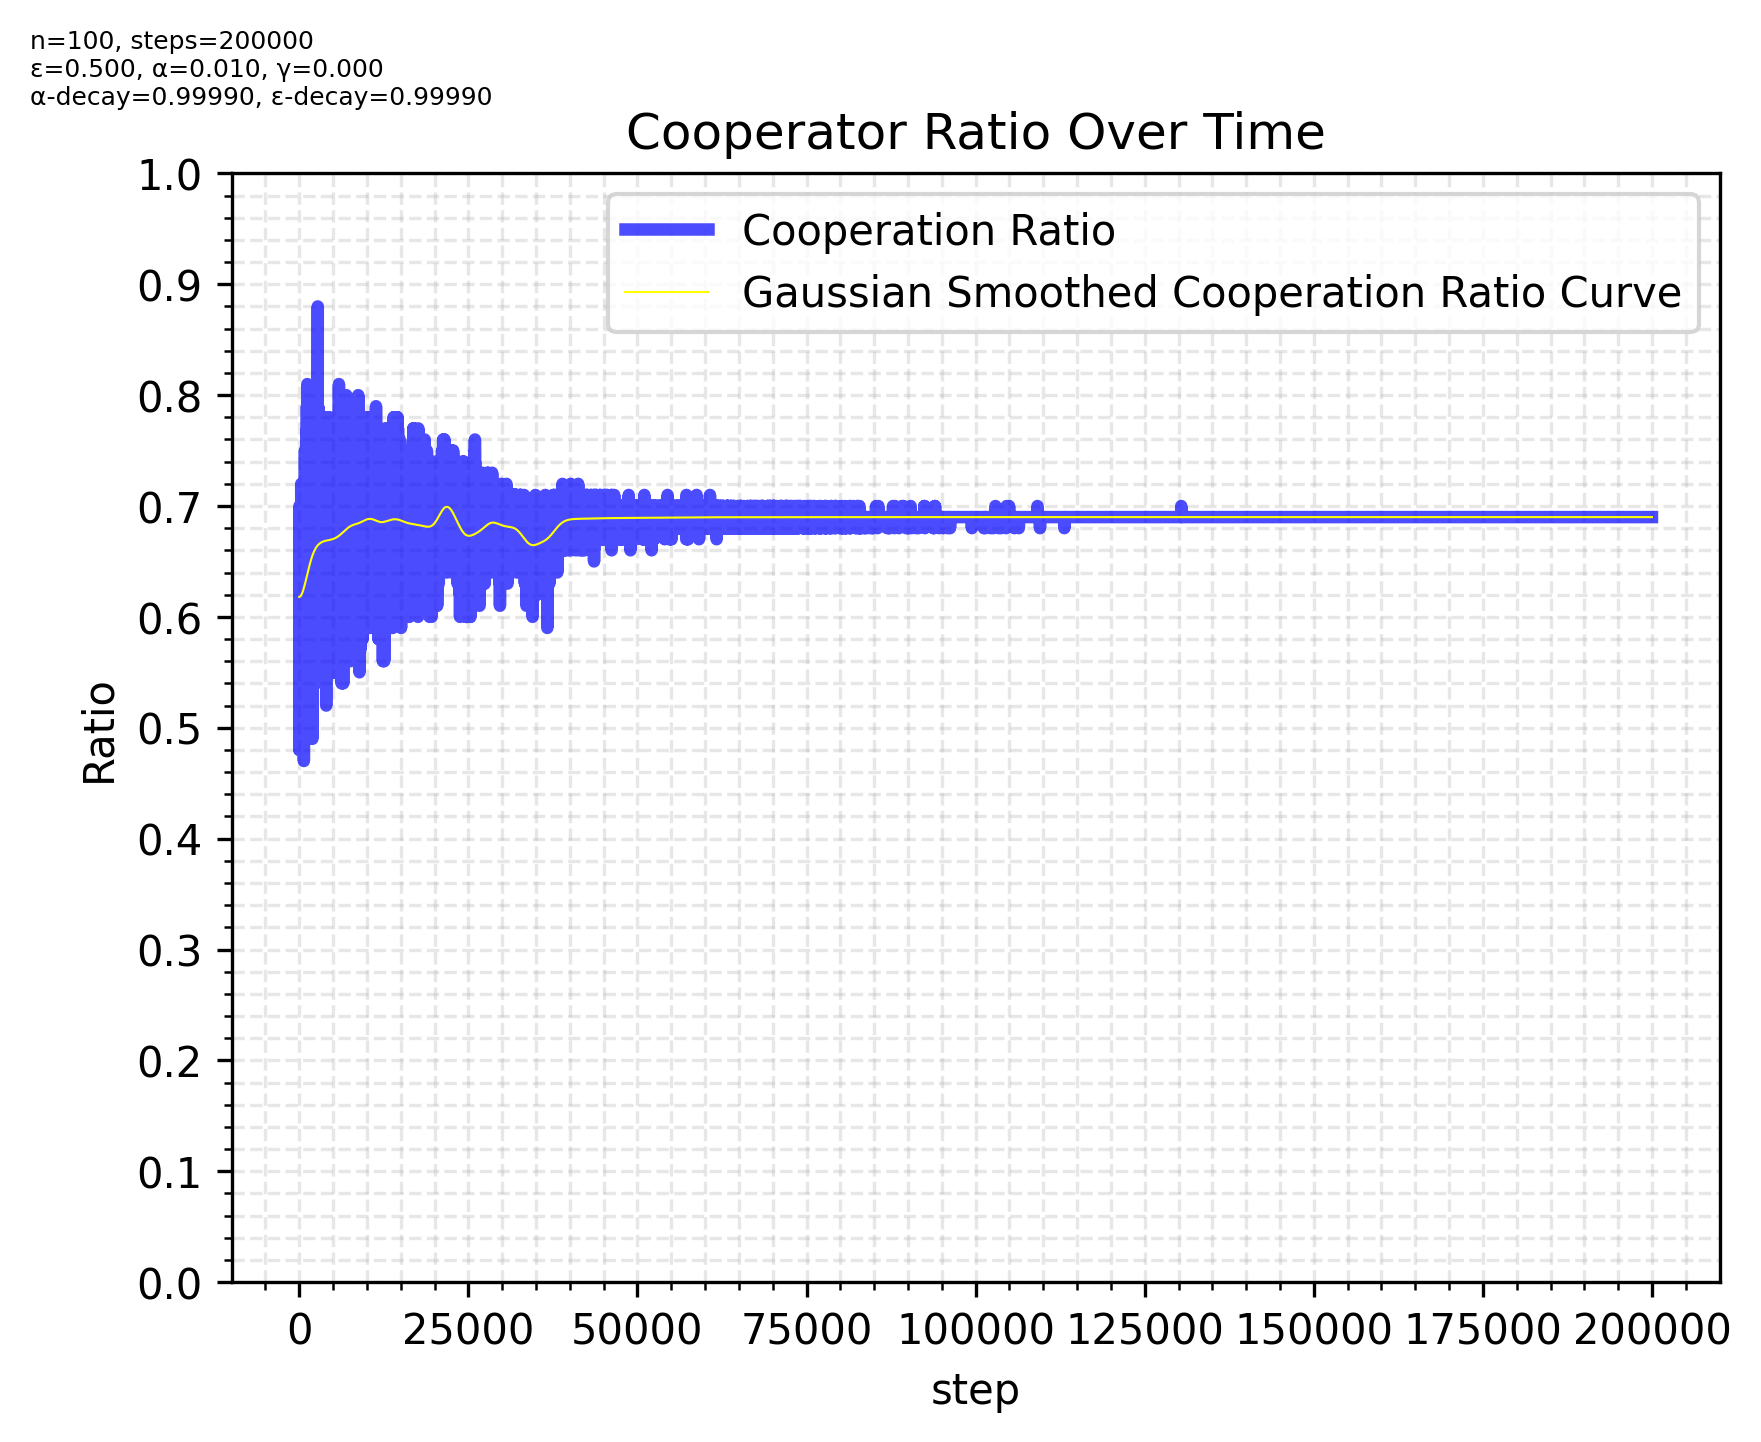 n=100, steps=200000
ε=0.500, α=0.010, γ=0.000
α-decay=0.99990, ε-decay=0.99990
Cooperator Ratio Over Time
Cooperation Ratio
Gaussian Smoothed Cooperation Ratio Curve
1.0
0.9
0.8
0.7
0.6
0.5
0.4
0.3
0.2
0.1
0.0
Ratio
0 25000 50000 75000 100000 125000 150000 175000 200000
step